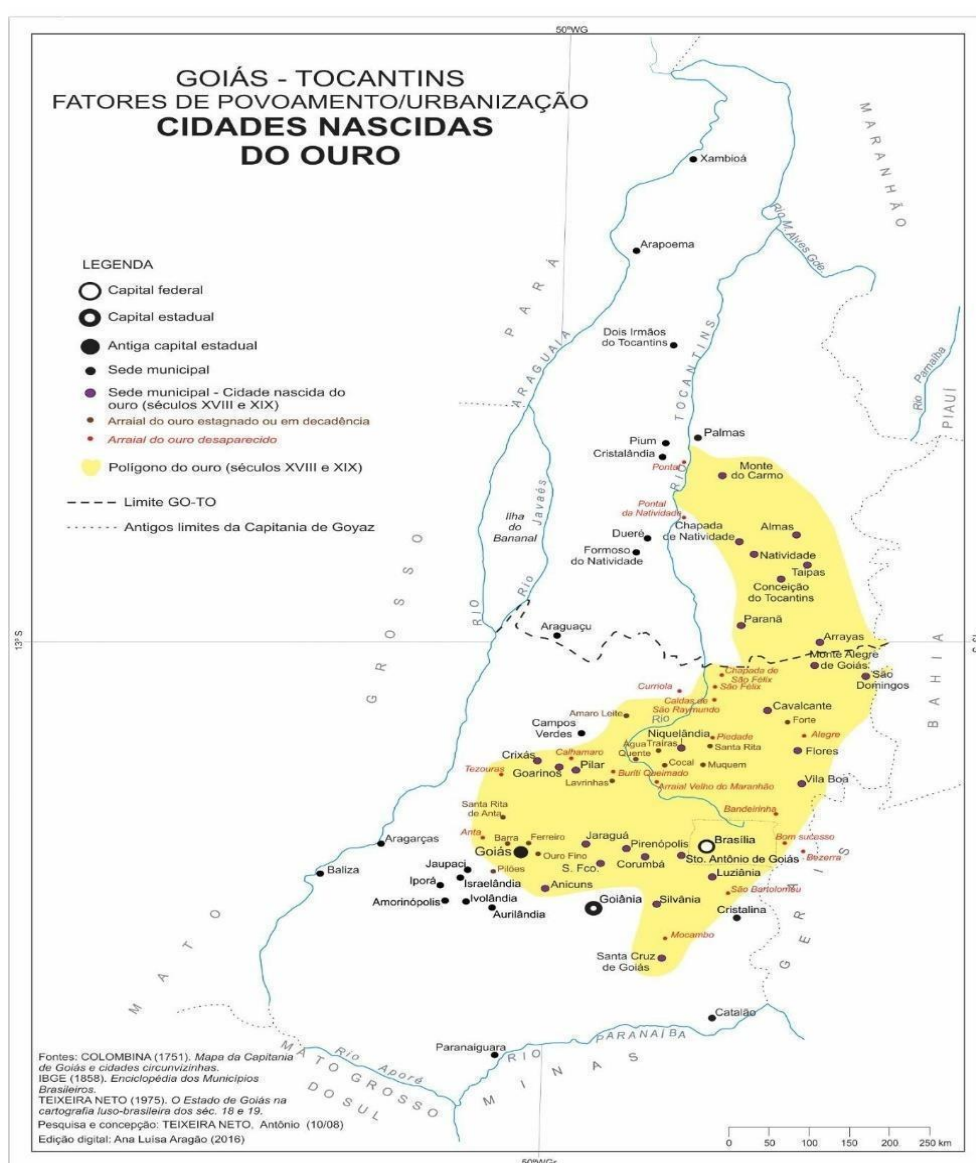 50ºWG
GOIÁS - TOCANTINS
FATORES DE POVOAMENTO/URBANIZAÇÃO
CIDADES NASCIDAS
DO OURO
LEGENDA
Capital federal
Capital estadual
Antiga capital estadual
Sede municipal
Sede municipal - Cidade nascida do
ouro (séculos XVIII e XIX)
Arraial do ouro estagnado ou em decadência
Arraial do ouro desaparecido
Polígono do ouro (séculos XVIII e XIX)
Limite GO-TO
Antigos limites da Capitania de Goyaz
MARANHÃO
Xambioá
Rio M. Alves Gde.
Arapoema
PARÁ
Dois Irmãos
do Tocantins
RIO ARAGUAIA
RIO TOCANTINS
Rio Parnaíba
PIAUÍ
Palmas
Pium
Cristalândia
Pontal
Monte
do Carmo
Pontal
da Natividade
Ilha
do
Bananal
Rio Javaés
Chapada
de Natividade
Almas
Dueré
Formoso
do Natividade
Natividade
Taipas
Conceição
do Tocantins
Paranã
Araguaçu
13º S
Arrayas
Monte Alegre
de Goiás
São
Domingos
BAHIA
Chapada de
São Félix
São Félix
Curriola
Caldas de
São Raymundo
Cavalcante
Amaro Leite
Rio
Forte
Campos
Verdes
Niquelândia
Piedade
Alegre
Água
Quente
Traíras
Santa Rita
Flores
Crixás
Calhamaro
Goarinos
Pilar
Cocal
Muquem
Tezouras
Buriti Queimado
Lavrinhas
Arraial Velho do Maranhão
Vila Boa
Santa Rita
de Anta
Bandeirinha
Anta
Barra
Ferreiro
Jaraguá
Pirenópolis
Brasília
Bom sucesso
Aragarças
Goiás
Ouro Fino
S. Fco.
Corumbá
Sto. Antônio de Goiás
Bezerra
Baliza
Jaupaci
Pilões
Luziânia
Iporá
Israelândia
Anicuns
São Bartolomeu
Amorinópolis
Ivolândia
Goiânia
Silvânia
Cristalina
Aurilândia
Mocambo
Santa Cruz
de Goiás
MATO GROSSO
Catalão
Paranaiguara
RIO PARANAIBA
MINAS GERAIS
Rio Aporé
MATO GROSSO
DO SUL
Fontes: COLOMBINA (1751). Mapa da Capitania
de Goiás e cidades circunvizinhas.
IBGE (1858). Enciclopédia dos Municípios
Brasileiros.
TEIXEIRA NETO (1975). O Estado de Goiás na
cartografia luso-brasileira dos séc. 18 e 19.
Pesquisa e concepção: TEIXEIRA NETO, Antônio (10/08)
Edição digital: Ana Luísa Aragão (2016)
0 50 100 150 200 250 km
50ºWGr